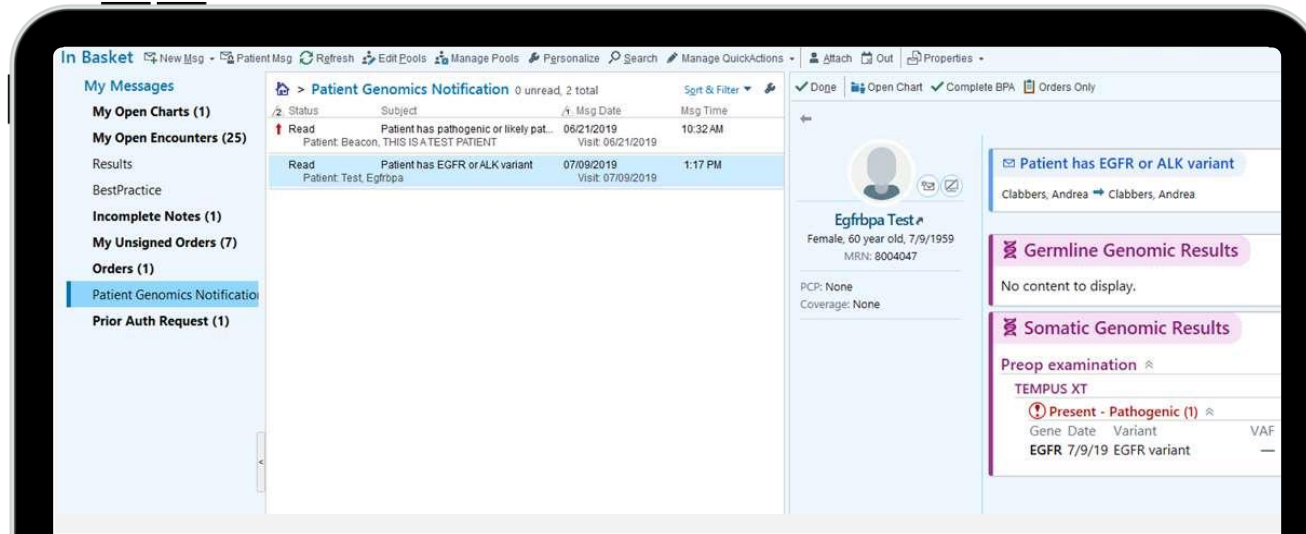 In Basket New Msg Patient Msg Refresh Edit Pools Manage Pools Personalize Search Manage QuickActions Attach Out Properties
My Messages
My Open Charts (1)
My Open Encounters (25)
Results
BestPractice
Incomplete Notes (1)
My Unsigned Orders (7)
Orders (1)
Patient Genomics Notificatio
Prior Auth Request (1)
> Patient Genomics Notification 0 unread, 2 total Sort & Filter
Status Subject Msg Date Msg Time
Read Patient has pathogenic or likely pat... 06/21/2019 10:32 AM
Patient: Beacon, THIS IS A TEST PATIENT Visit: 06/21/2019
Read Patient has EGFR or ALK variant 07/09/2019 1:17 PM
Patient: Test, Egfrbpa Visit: 07/09/2019
Done Open Chart Complete BPA Orders Only
Egfrbpa Test
Female, 60 year old, 7/9/1959
MRN: 8004047
PCP: None
Coverage: None
Patient has EGFR or ALK variant
Clabbers, Andrea ➡ Clabbers, Andrea
Germline Genomic Results
No content to display.
Somatic Genomic Results
Preop examination
TEMPUS XT
Present - Pathogenic (1)
Gene Date Variant VAF
EGFR 7/9/19 EGFR variant —